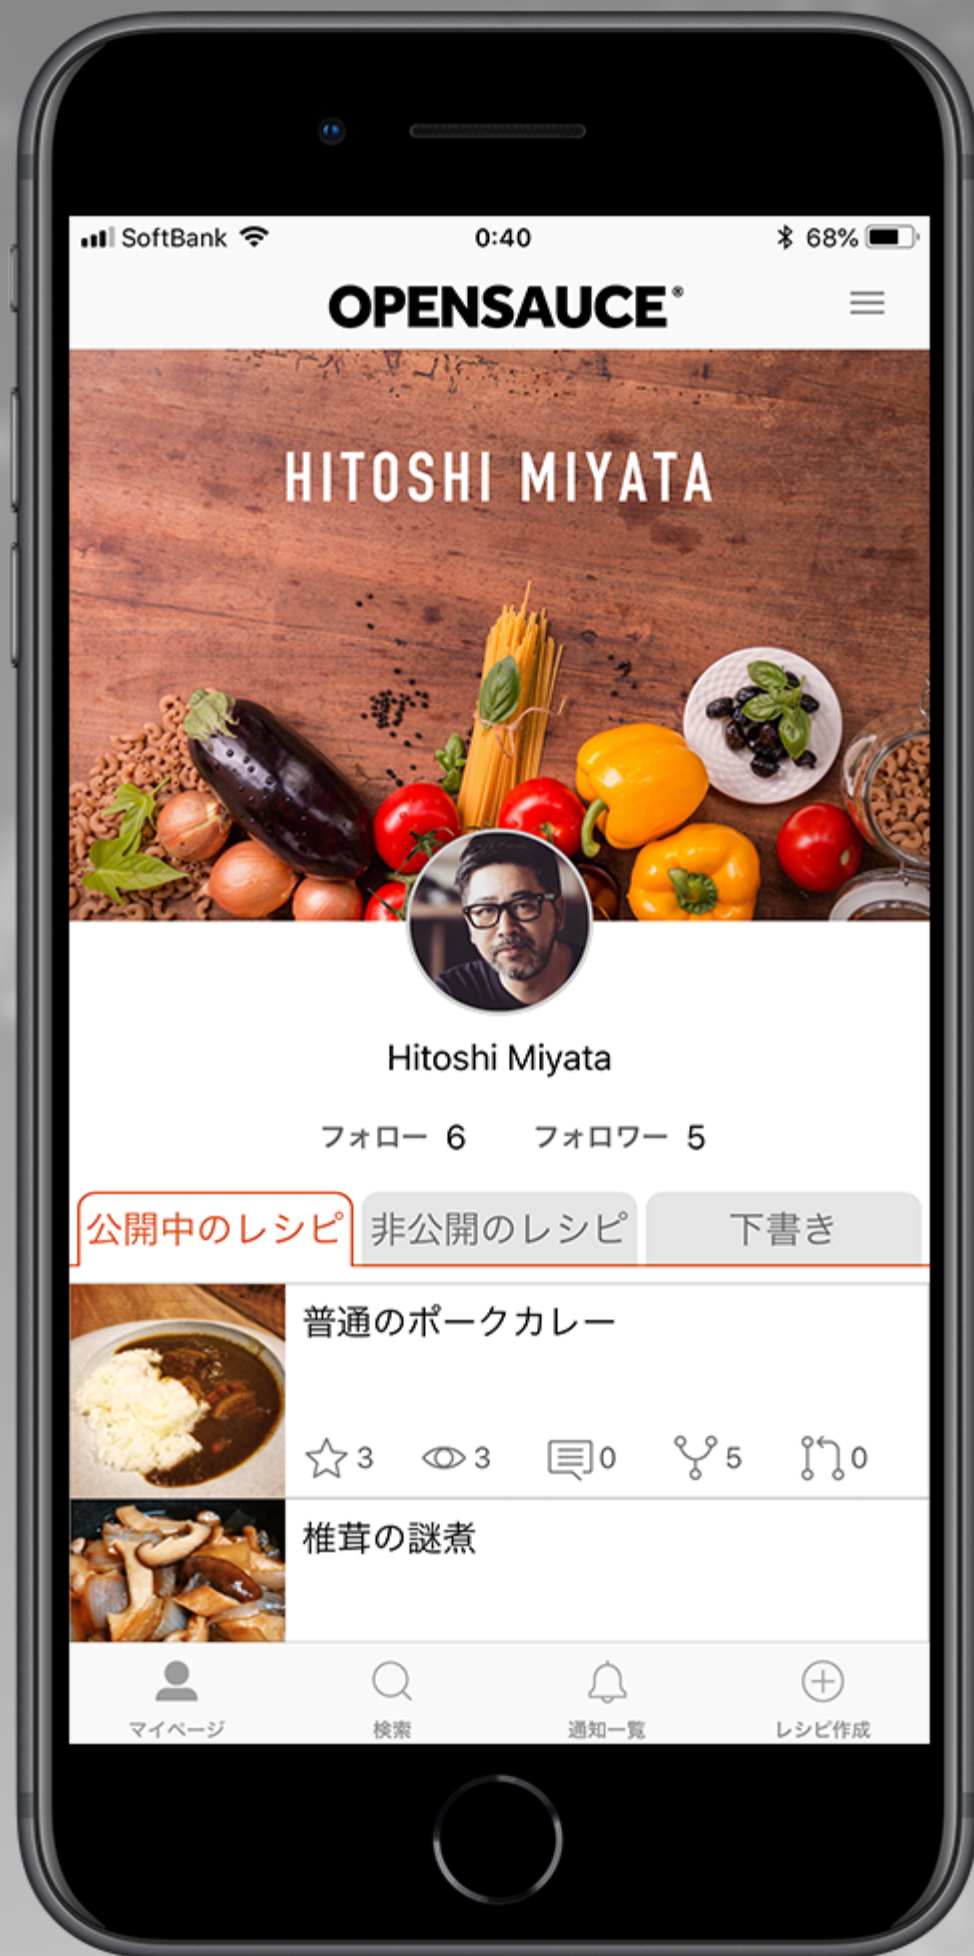 SoftBank 0:40 68%
OPENSAUCE®
HITOSHI MIYATA
Hitoshi Miyata
フォロー 6 フォロワー 5
公開中のレシピ 非公開のレシピ 下書き
普通のポークカレー
3 3 0 5 0
椎茸の謎煮
マイページ 検索 通知一覧 レシピ作成